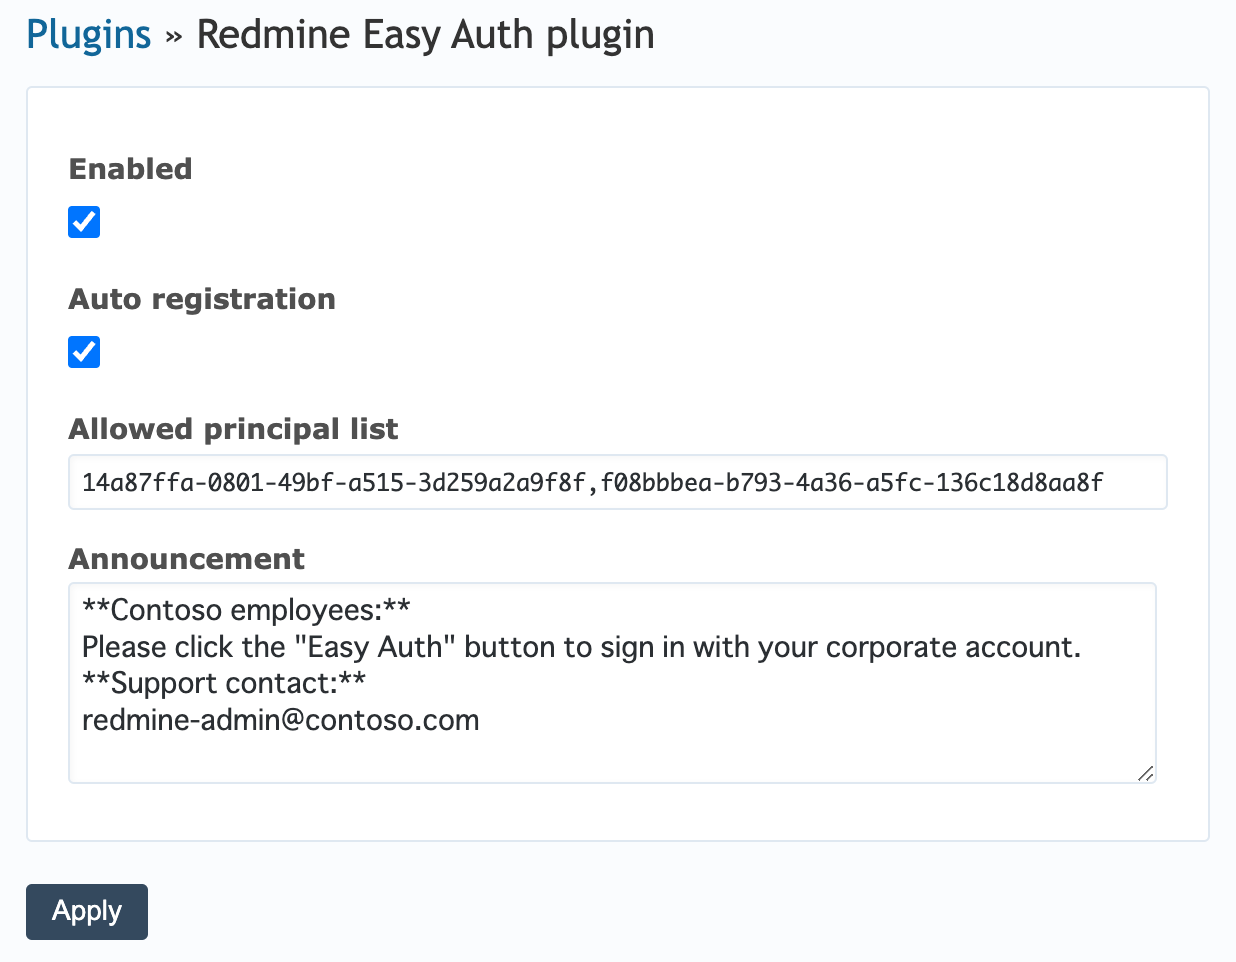 Plugins » Redmine Easy Auth plugin
Enabled
Auto registration
Allowed principal list
14a87ffa-0801-49bf-a515-3d259a2a9f8f,f08bbbea-b793-4a36-a5fc-136c18d8aa8f
Announcement
**Contoso employees:**
Please click the "Easy Auth" button to sign in with your corporate account.
**Support contact:**
redmine-admin@contoso.com
Apply